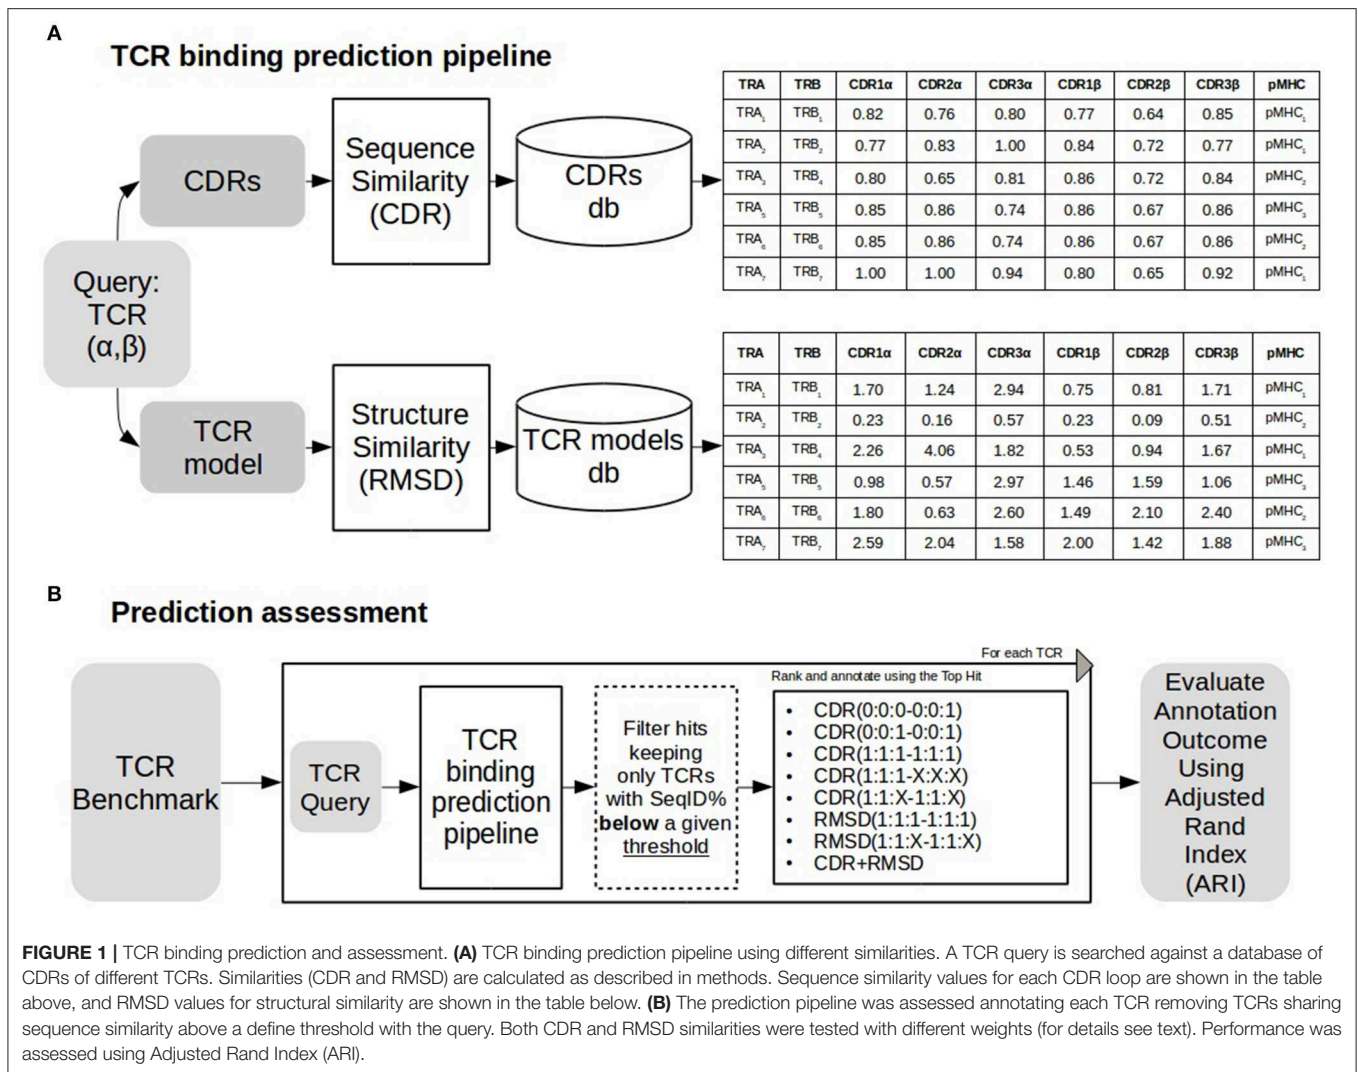 A
TCR binding prediction pipeline
Query:
TCR
(α,β)
CDRs
Sequence
Similarity
(CDR)
CDRs
db
TRA TRB CDR1α CDR2α CDR3α CDR1β CDR2β CDR3β pMHC
TRA₁ TRB₁ 0.82 0.76 0.80 0.77 0.64 0.85 pMHC₁
TRA₂ TRB₂ 0.77 0.83 1.00 0.84 0.72 0.77 pMHC₁
TRA₃ TRB₄ 0.80 0.65 0.81 0.86 0.72 0.84 pMHC₂
TRA₅ TRB₅ 0.85 0.86 0.74 0.86 0.67 0.86 pMHC₃
TRA₆ TRB₆ 0.85 0.86 0.74 0.86 0.67 0.86 pMHC₂
TRA₇ TRB₇ 1.00 1.00 0.94 0.80 0.65 0.92 pMHC₁
TCR
model
Structure
Similarity
(RMSD)
TCR models
db
TRA TRB CDR1α CDR2α CDR3α CDR1β CDR2β CDR3β pMHC
TRA₁ TRB₁ 1.70 1.24 2.94 0.75 0.81 1.71 pMHC₁
TRA₂ TRB₂ 0.23 0.16 0.57 0.23 0.09 0.51 pMHC₂
TRA₃ TRB₄ 2.26 4.06 1.82 0.53 0.94 1.67 pMHC₁
TRA₅ TRB₅ 0.98 0.57 2.97 1.46 1.59 1.06 pMHC₃
TRA₆ TRB₆ 1.80 0.63 2.60 1.49 2.10 2.40 pMHC₂
TRA₇ TRB₇ 2.59 2.04 1.58 2.00 1.42 1.88 pMHC₃
B
Prediction assessment
TCR
Benchmark
For each TCR
TCR
Query
TCR
binding
prediction
pipeline
Filter hits
keeping
only TCRs
with SeqID%
below a given
threshold
Rank and annotate using the Top Hit
• CDR(0:0:0-0:0:1)
• CDR(0:0:1-0:0:1)
• CDR(1:1:1-1:1:1)
• CDR(1:1:1-X:X:X)
• CDR(1:1:X-1:1:X)
• RMSD(1:1:1-1:1:1)
• RMSD(1:1:X-1:1:X)
• CDR+RMSD
Evaluate
Annotation
Outcome
Using
Adjusted
Rand
Index
(ARI)
FIGURE 1 | TCR binding prediction and assessment. (A) TCR binding prediction pipeline using different similarities. A TCR query is searched against a database of
CDRs of different TCRs. Similarities (CDR and RMSD) are calculated as described in methods. Sequence similarity values for each CDR loop are shown in the table
above, and RMSD values for structural similarity are shown in the table below. (B) The prediction pipeline was assessed annotating each TCR removing TCRs sharing
sequence similarity above a define threshold with the query. Both CDR and RMSD similarities were tested with different weights (for details see text). Performance was
assessed using Adjusted Rand Index (ARI).